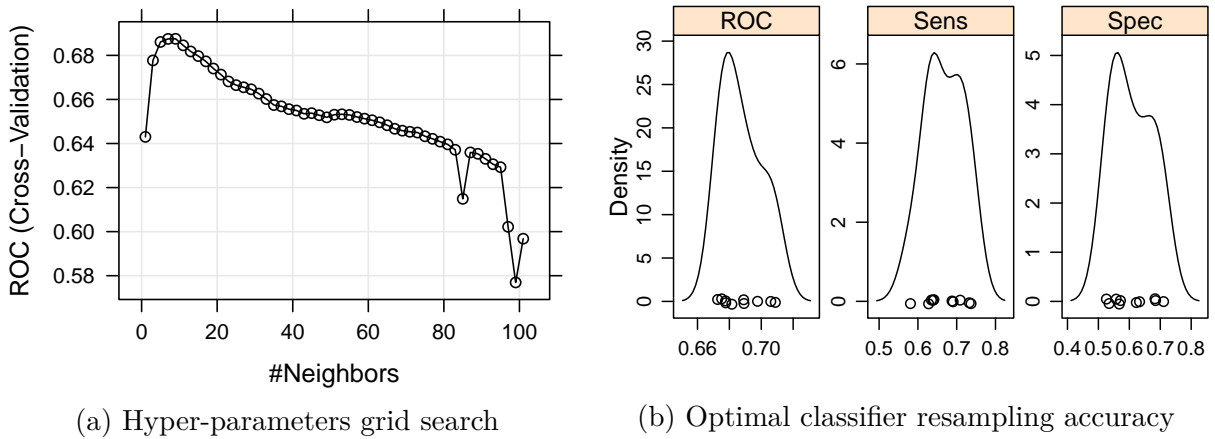 ROC (Cross−Validation)
0.68
0.66
0.64
0.62
0.60
0.58
0 20 40 60 80 100
#Neighbors
(a) Hyper-parameters grid search
ROC Sens Spec
Density
30
25
20
15
10
5
0
6
4
2
0
5
4
3
2
1
0
0.66 0.70
0.5 0.6 0.7 0.8
0.4 0.5 0.6 0.7 0.8
(b) Optimal classifier resampling accuracy